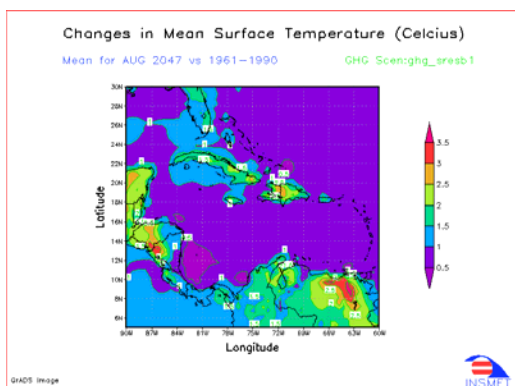 Changes in Mean Surface Temperature (Celcius)
Mean for AUG 2047 vs 1961-1990 GHG Scen:ghg_sresb1
30N
28N
26N
24N
22N
20N
18N
16N
14N
12N
10N
8N
6N
Latitude
90W 87W 84W 81W 78W 75W 72W 69W 66W 63W 60W
Longitude
3.5
3
2.5
2
1.5
1
0.5
GrADS image
INSMET